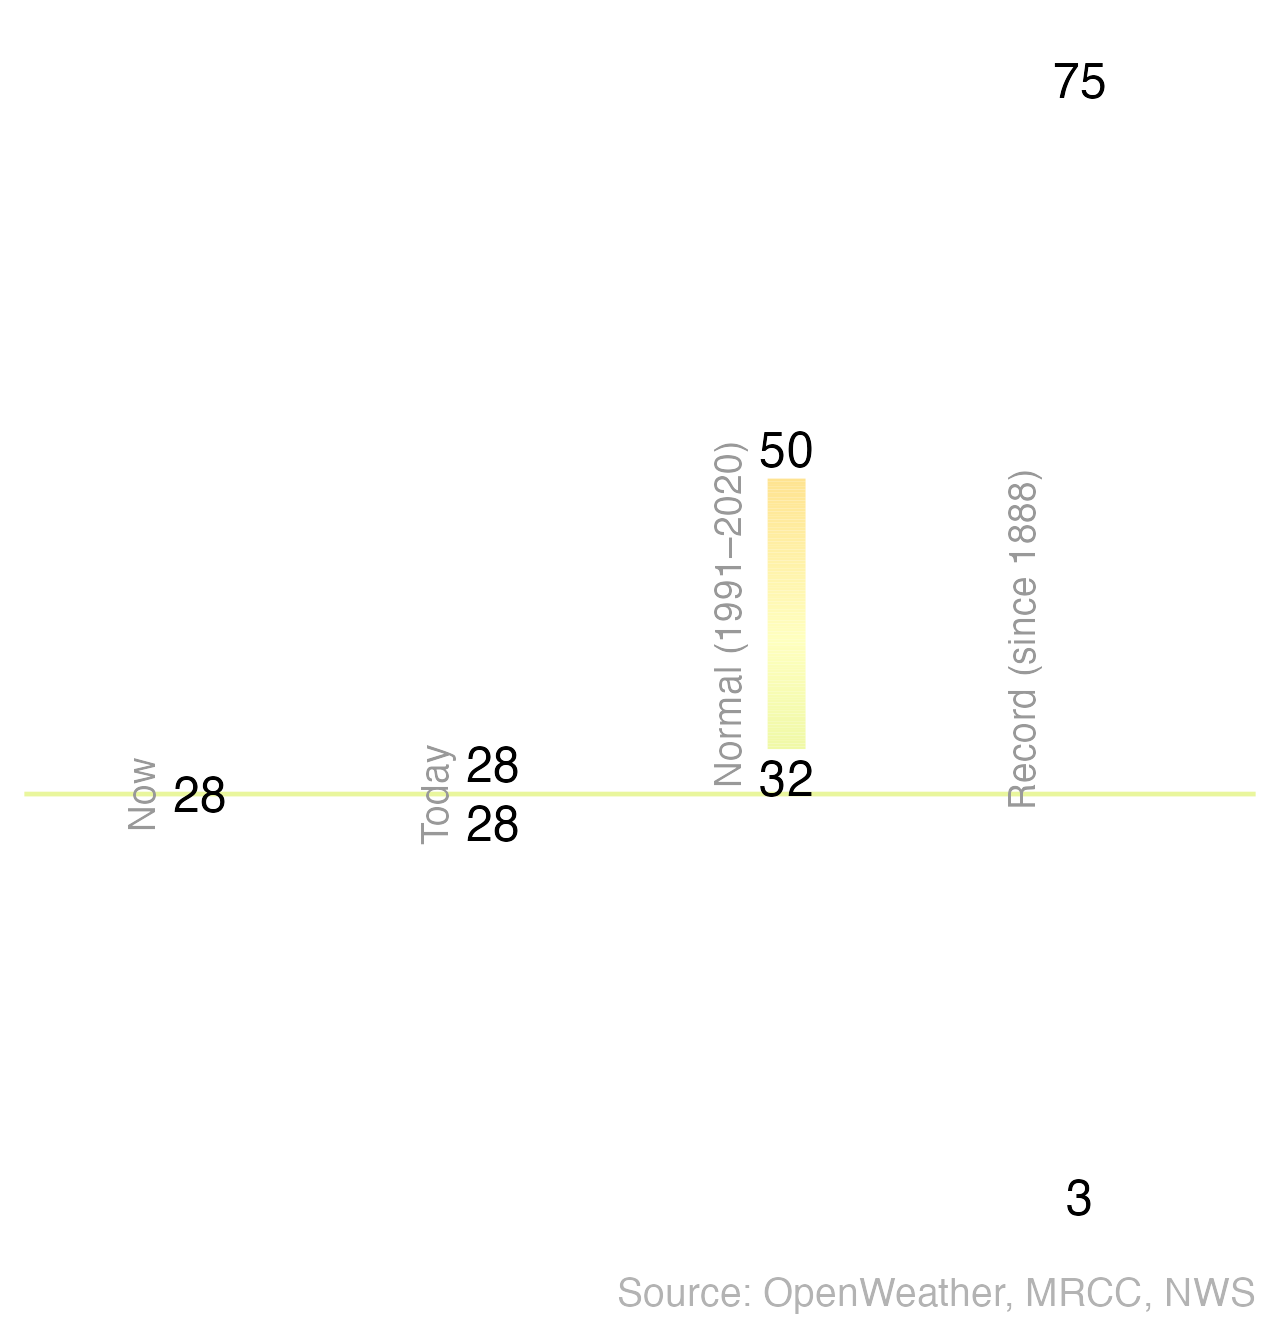 75
Normal (1991–2020)
50
32
Record (since 1888)
Now
28
Today
28
28
3
Source: OpenWeather, MRCC, NWS